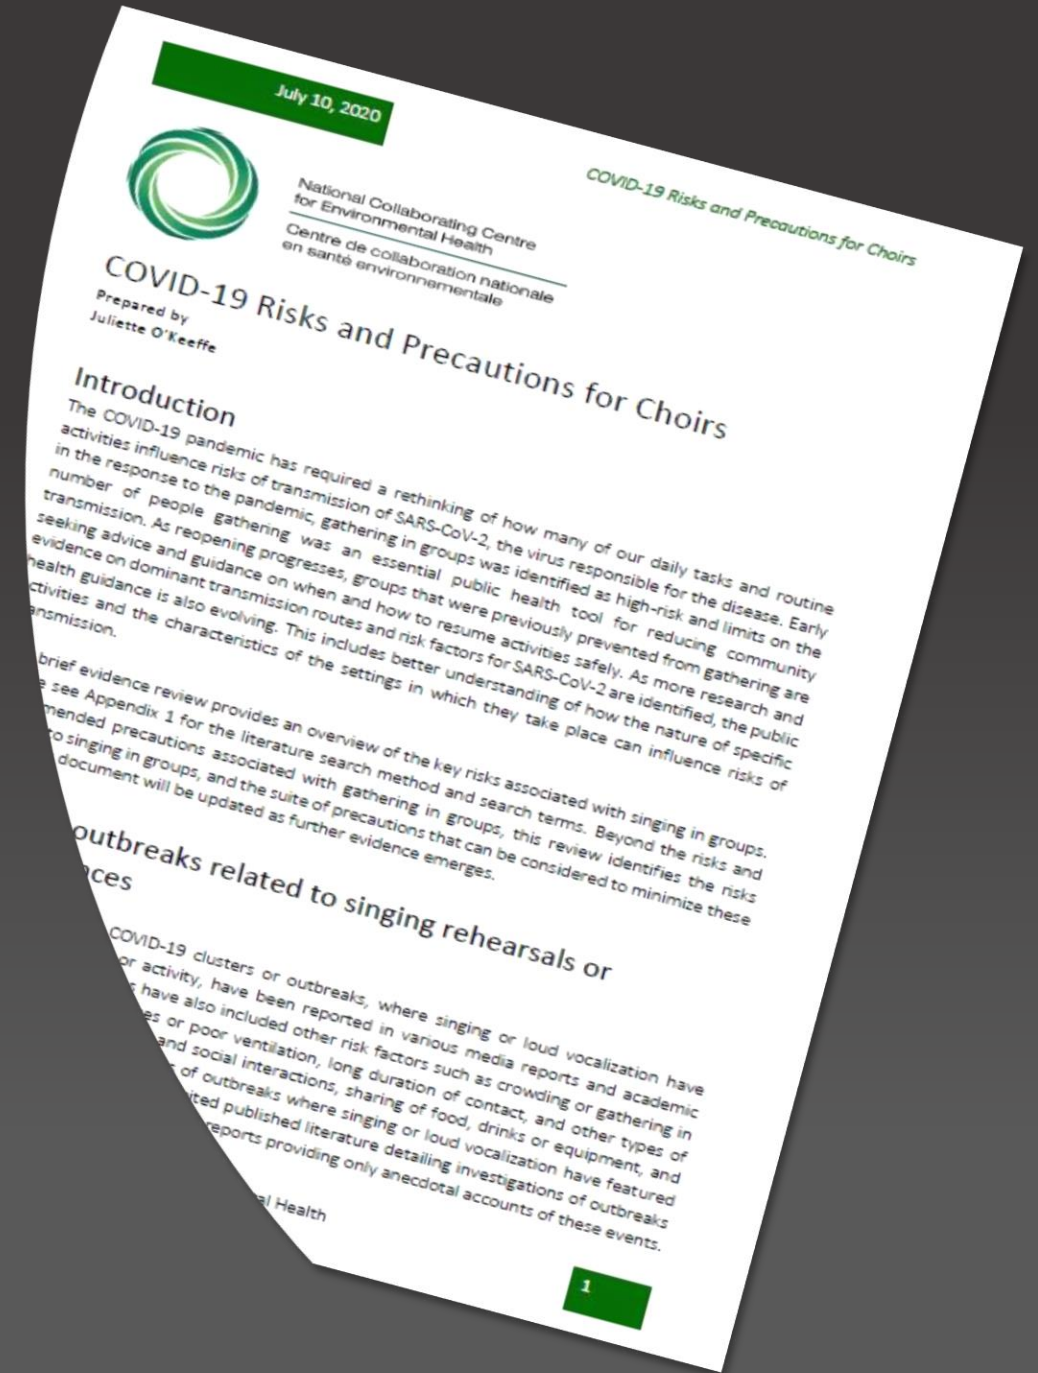 July 10, 2020
COVID-19 Risks and Precautions for Choirs
National Collaborating Centre
for Environmental Health
Centre de collaboration nationale
en santé environnementale
COVID-19 Risks and Precautions for Choirs
Prepared by
Juliette O'Keeffe
Introduction
The COVID-19 pandemic has required a rethinking of how many of our daily tasks and routine
activities influence risks of transmission of SARS-CoV-2, the virus responsible for the disease. Early
in the response to the pandemic, gathering in groups was identified as high-risk and limits on the
number of people gathering was an essential public health tool for reducing community
transmission. As reopening progresses, groups that were previously prevented from gathering are
seeking advice and guidance on when and how to resume activities safely. As more research and
evidence on dominant transmission routes and risk factors for SARS-CoV-2 are identified, the public
health guidance is also evolving. This includes better understanding of how the nature of specific
ctivities and the characteristics of the settings in which they take place can influence risks of
ansmission.
brief evidence review provides an overview of the key risks associated with singing in groups.
e see Appendix 1 for the literature search method and search terms. Beyond the risks and
mended precautions associated with gathering in groups, this review identifies the risks
to singing in groups, and the suite of precautions that can be considered to minimize these
document will be updated as further evidence emerges.
outbreaks related to singing rehearsals or
nces
COVID-19 clusters or outbreaks, where singing or loud vocalization have
or activity, have been reported in various media reports and academic
s have also included other risk factors such as crowding or gathering in
es or poor ventilation, long duration of contact, and other types of
and social interactions, sharing of food, drinks or equipment, and
of outbreaks where singing or loud vocalization have featured
ited published literature detailing investigations of outbreaks
reports providing only anecdotal accounts of these events.
al Health
1